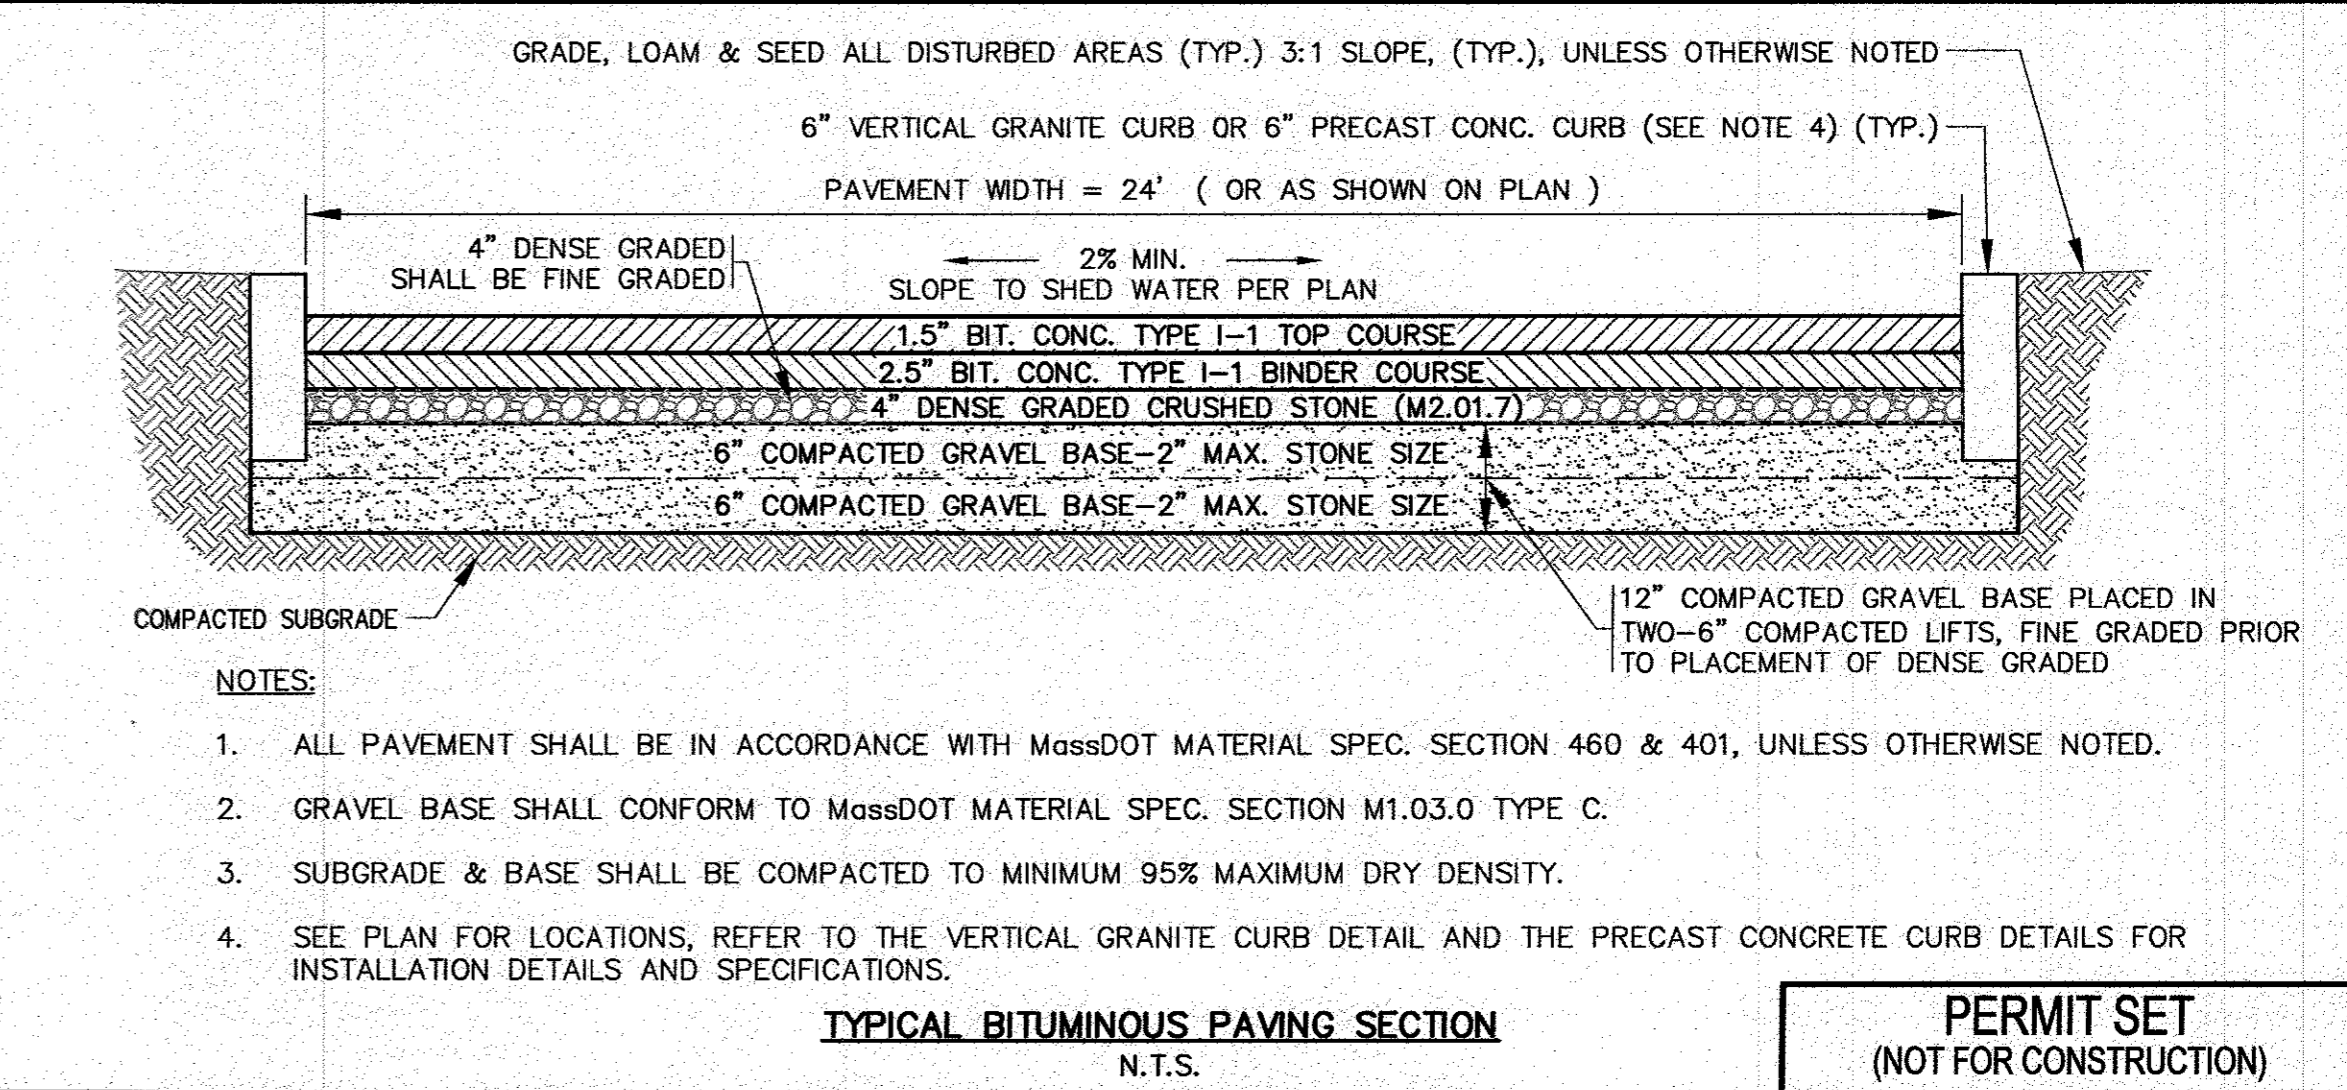 GRADE, LOAM & SEED ALL DISTURBED AREAS (TYP.) 3:1 SLOPE, (TYP.), UNLESS OTHERWISE NOTED
6" VERTICAL GRANITE CURB OR 6" PRECAST CONC. CURB (SEE NOTE 4) (TYP.)
PAVEMENT WIDTH = 24' ( OR AS SHOWN ON PLAN )
4" DENSE GRADED
SHALL BE FINE GRADED
2% MIN.
SLOPE TO SHED WATER PER PLAN
1.5" BIT. CONC. TYPE I-1 TOP COURSE
2.5" BIT. CONC. TYPE I-1 BINDER COURSE
4" DENSE GRADED CRUSHED STONE (M2.01.7)
6" COMPACTED GRAVEL BASE-2" MAX. STONE SIZE
6" COMPACTED GRAVEL BASE-2" MAX. STONE SIZE
COMPACTED SUBGRADE
12" COMPACTED GRAVEL BASE PLACED IN
TWO-6" COMPACTED LIFTS, FINE GRADED PRIOR
TO PLACEMENT OF DENSE GRADED
NOTES:
1. ALL PAVEMENT SHALL BE IN ACCORDANCE WITH MassDOT MATERIAL SPEC. SECTION 460 & 401, UNLESS OTHERWISE NOTED.
2. GRAVEL BASE SHALL CONFORM TO MassDOT MATERIAL SPEC. SECTION M1.03.0 TYPE C.
3. SUBGRADE & BASE SHALL BE COMPACTED TO MINIMUM 95% MAXIMUM DRY DENSITY.
4. SEE PLAN FOR LOCATIONS, REFER TO THE VERTICAL GRANITE CURB DETAIL AND THE PRECAST CONCRETE CURB DETAILS FOR
INSTALLATION DETAILS AND SPECIFICATIONS.
TYPICAL BITUMINOUS PAVING SECTION
N.T.S.
PERMIT SET
(NOT FOR CONSTRUCTION)